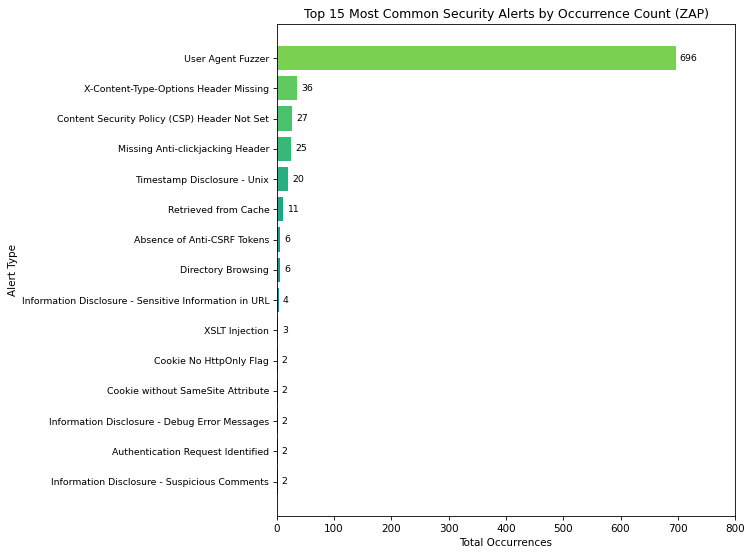 Top 15 Most Common Security Alerts by Occurrence Count (ZAP)
Alert Type
User Agent Fuzzer 696
X-Content-Type-Options Header Missing 36
Content Security Policy (CSP) Header Not Set 27
Missing Anti-clickjacking Header 25
Timestamp Disclosure - Unix 20
Retrieved from Cache 11
Absence of Anti-CSRF Tokens 6
Directory Browsing 6
Information Disclosure - Sensitive Information in URL 4
XSLT Injection 3
Cookie No HttpOnly Flag 2
Cookie without SameSite Attribute 2
Information Disclosure - Debug Error Messages 2
Authentication Request Identified 2
Information Disclosure - Suspicious Comments 2
0 100 200 300 400 500 600 700 800
Total Occurrences